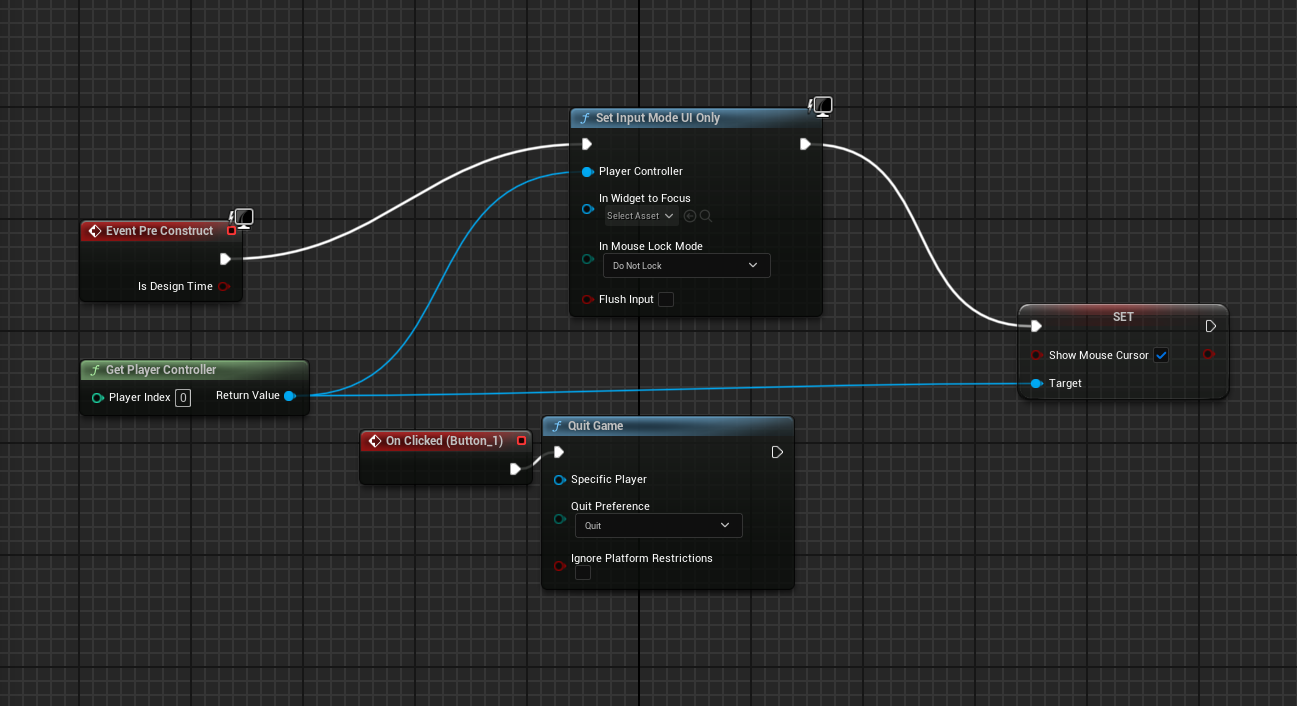 Set Input Mode UI Only
Player Controller
In Widget to Focus
Select Asset
In Mouse Lock Mode
Do Not Lock
Flush Input
Event Pre Construct
Is Design Time
SET
Show Mouse Cursor
Target
Get Player Controller
Player Index 0 Return Value
On Clicked (Button_1)
Quit Game
Specific Player
Quit Preference
Quit
Ignore Platform Restrictions